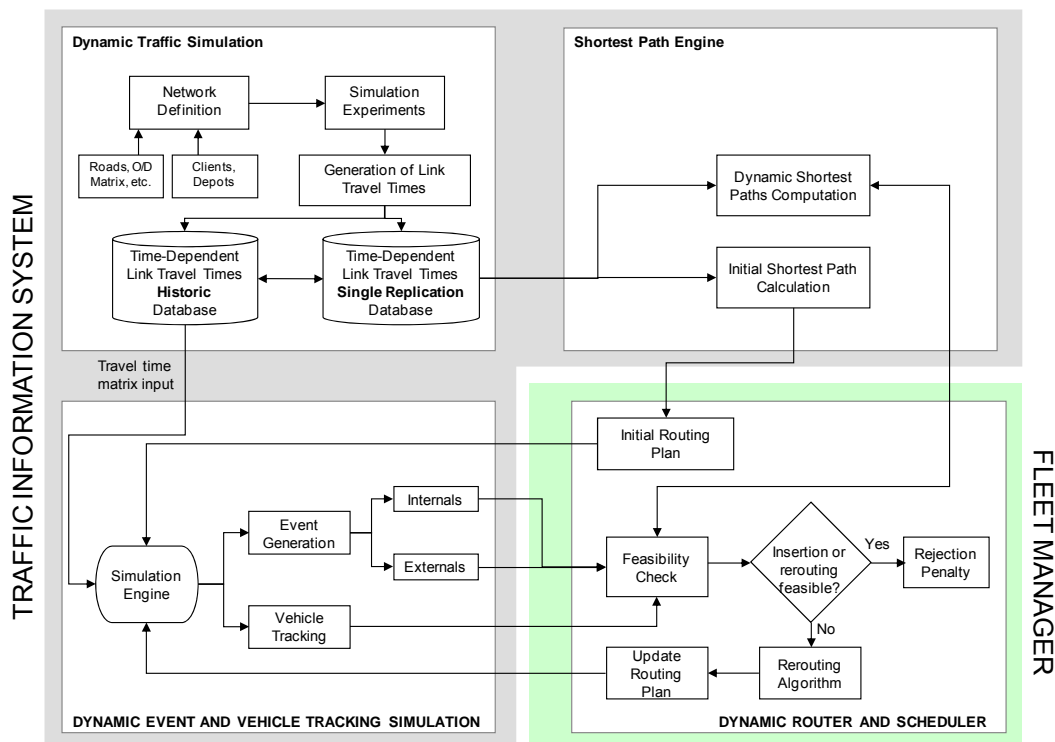 TRAFFIC INFORMATION SYSTEM
Dynamic Traffic Simulation
Network
Definition
Simulation
Experiments
Roads, O/D
Matrix, etc.
Clients,
Depots
Generation of Link
Travel Times
Time-Dependent
Link Travel Times
Historic
Database
Time-Dependent
Link Travel Times
Single Replication
Database
Shortest Path Engine
Dynamic Shortest
Paths Computation
Initial Shortest Path
Calculation
Travel time
matrix input
Simulation
Engine
Event
Generation
Internals
Externals
Vehicle
Tracking
DYNAMIC EVENT AND VEHICLE TRACKING SIMULATION
FLEET MANAGER
Initial Routing
Plan
Feasibility
Check
Insertion or
rerouting
feasible?
Yes
Rejection
Penalty
No
Rerouting
Algorithm
Update
Routing
Plan
DYNAMIC ROUTER AND SCHEDULER